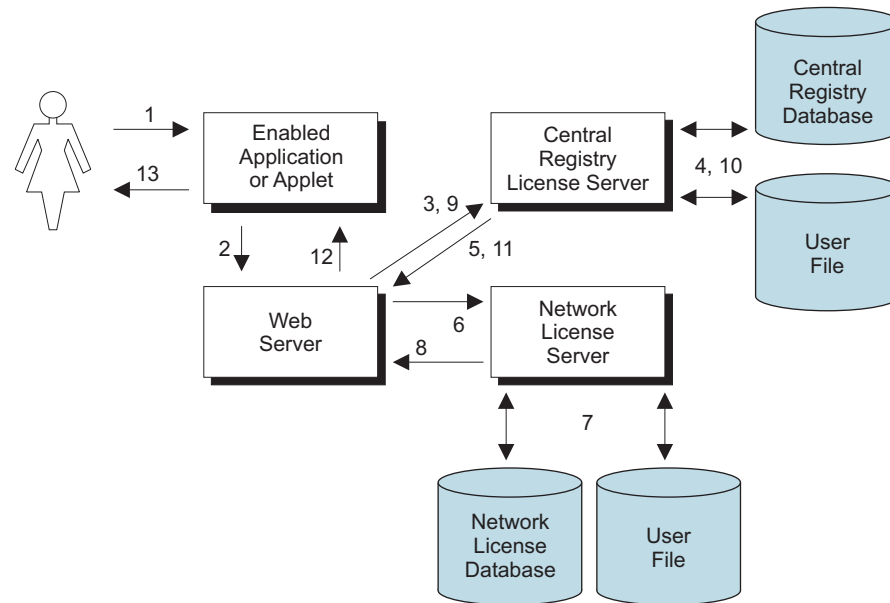 1
13
Enabled
Application
or Applet
Central
Registry
License Server
Central
Registry
Database
4, 10
User
File
2
12
3, 9
5, 11
Web
Server
6
8
Network
License
Server
7
Network
License
Database
User
File